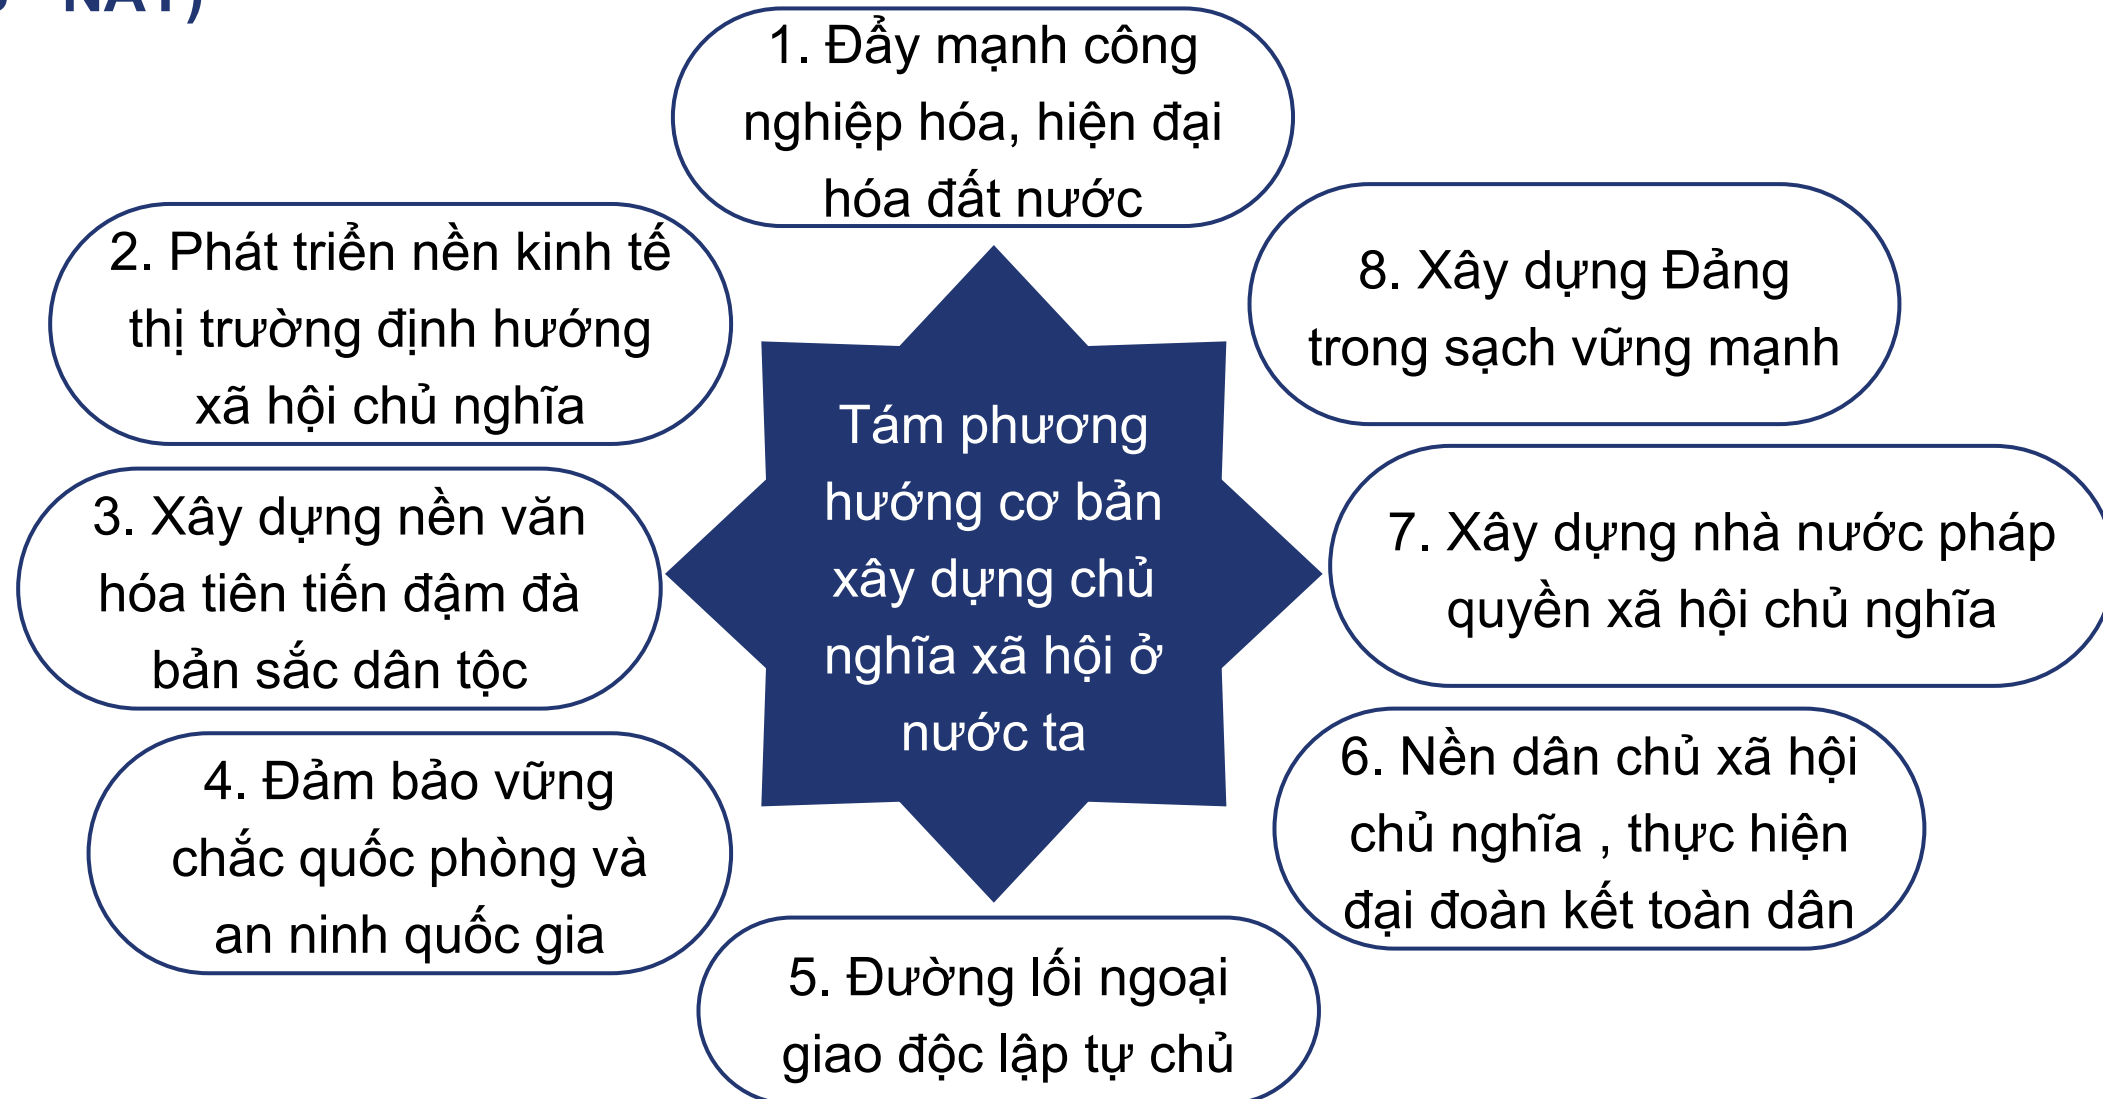 NAY)
1. Đẩy mạnh công
nghiệp hóa, hiện đại
hóa đất nước
2. Phát triển nền kinh tế
thị trường định hướng
xã hội chủ nghĩa
3. Xây dựng nền văn
hóa tiên tiến đậm đà
bản sắc dân tộc
4. Đảm bảo vững
chắc quốc phòng và
an ninh quốc gia
5. Đường lối ngoại
giao độc lập tự chủ
6. Nền dân chủ xã hội
chủ nghĩa , thực hiện
đại đoàn kết toàn dân
7. Xây dựng nhà nước pháp
quyền xã hội chủ nghĩa
8. Xây dựng Đảng
trong sạch vững mạnh
Tám phương
hướng cơ bản
xây dựng chủ
nghĩa xã hội ở
nước ta